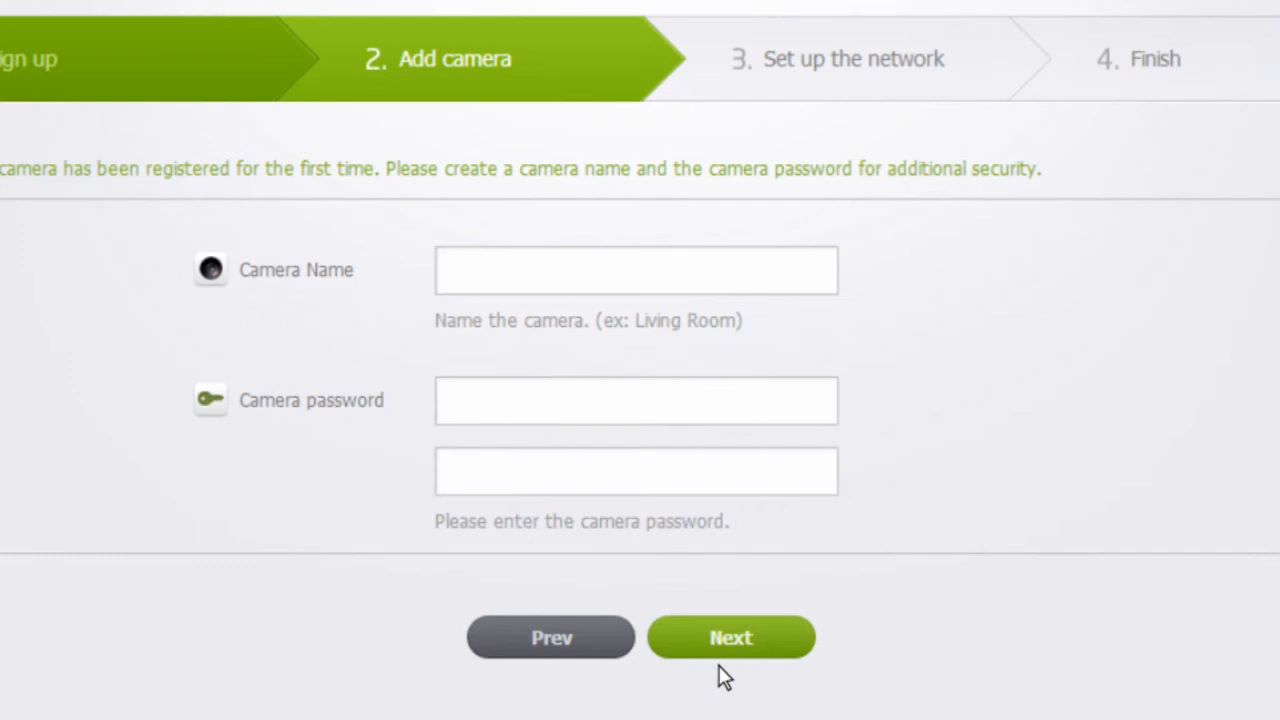 ign up
2. Add camera
3. Set up the network
4. Finish
camera has been registered for the first time. Please create a camera name and the camera password for additional security.
Camera Name
Name the camera. (ex: Living Room)
Camera password
Please enter the camera password.
Prev
Next